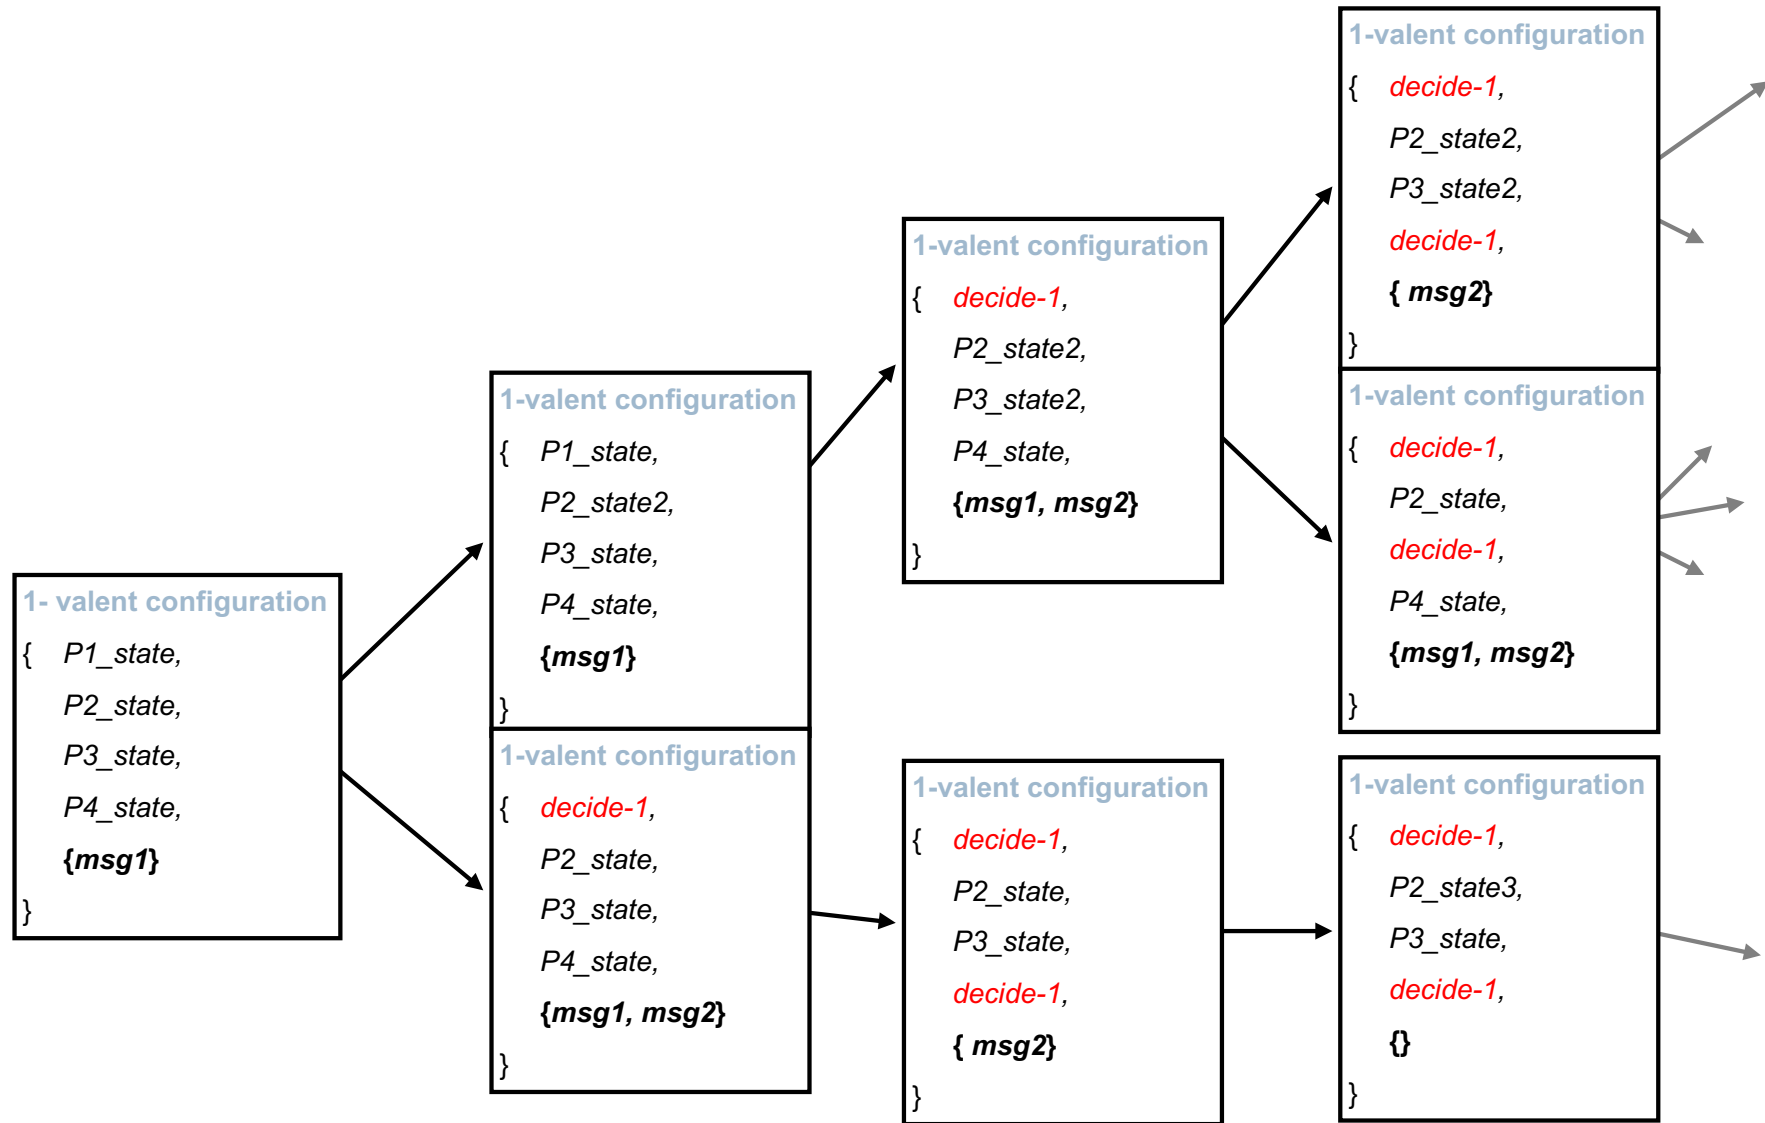 1- valent configuration
{ P1_state,
P2_state,
P3_state,
P4_state,
{msg1}
}
1-valent configuration
{ P1_state,
P2_state2,
P3_state,
P4_state,
{msg1}
}
1-valent configuration
{ decide-1,
P2_state,
P3_state,
P4_state,
{msg1, msg2}
}
1-valent configuration
{ decide-1,
P2_state2,
P3_state2,
P4_state,
{msg1, msg2}
}
1-valent configuration
{ decide-1,
P2_state,
P3_state,
decide-1,
{ msg2}
}
1-valent configuration
{ decide-1,
P2_state2,
P3_state2,
decide-1,
{ msg2}
}
1-valent configuration
{ decide-1,
P2_state,
decide-1,
P4_state,
{msg1, msg2}
}
1-valent configuration
{ decide-1,
P2_state3,
P3_state,
decide-1,
{}
}